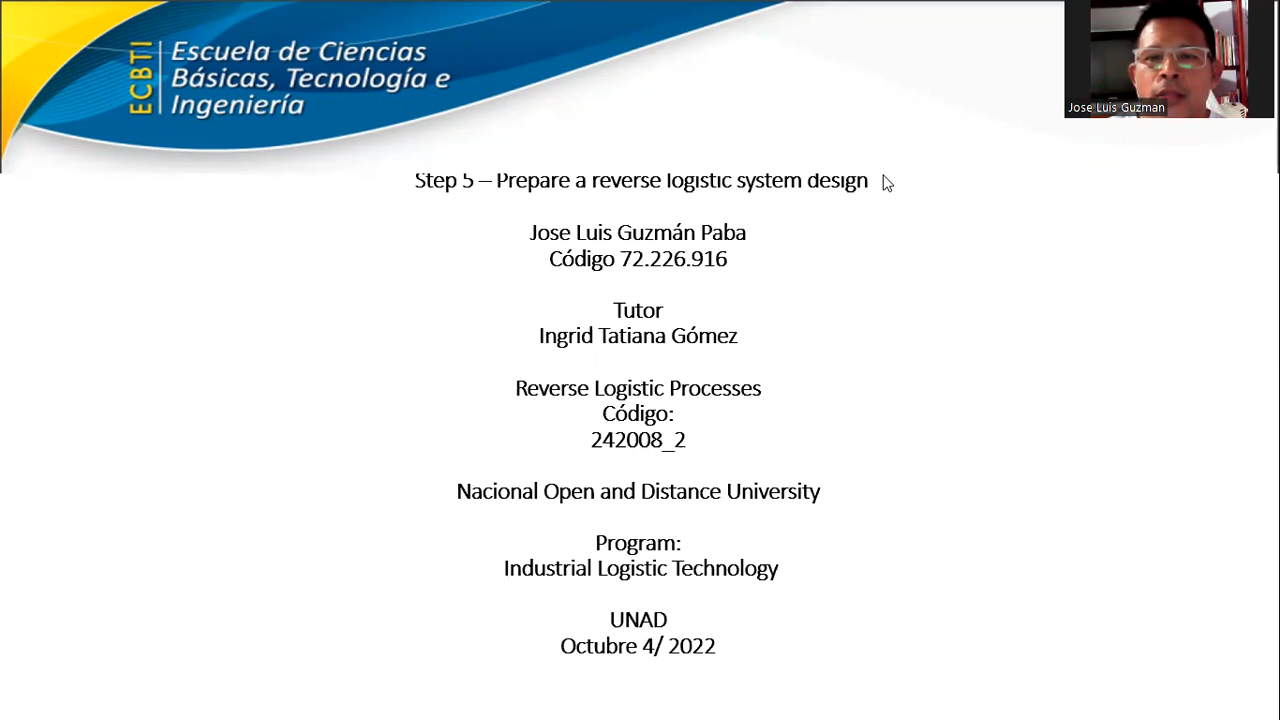 ECBTI
Escuela de Ciencias
Básicas, Tecnología e
Ingeniería
Jose Luis Guzman
Step 5 – Prepare a reverse logistic system design
Jose Luis Guzmán Paba
Código 72.226.916
Tutor
Ingrid Tatiana Gómez
Reverse Logistic Processes
Código:
242008_2
Nacional Open and Distance University
Program:
Industrial Logistic Technology
UNAD
Octubre 4/ 2022